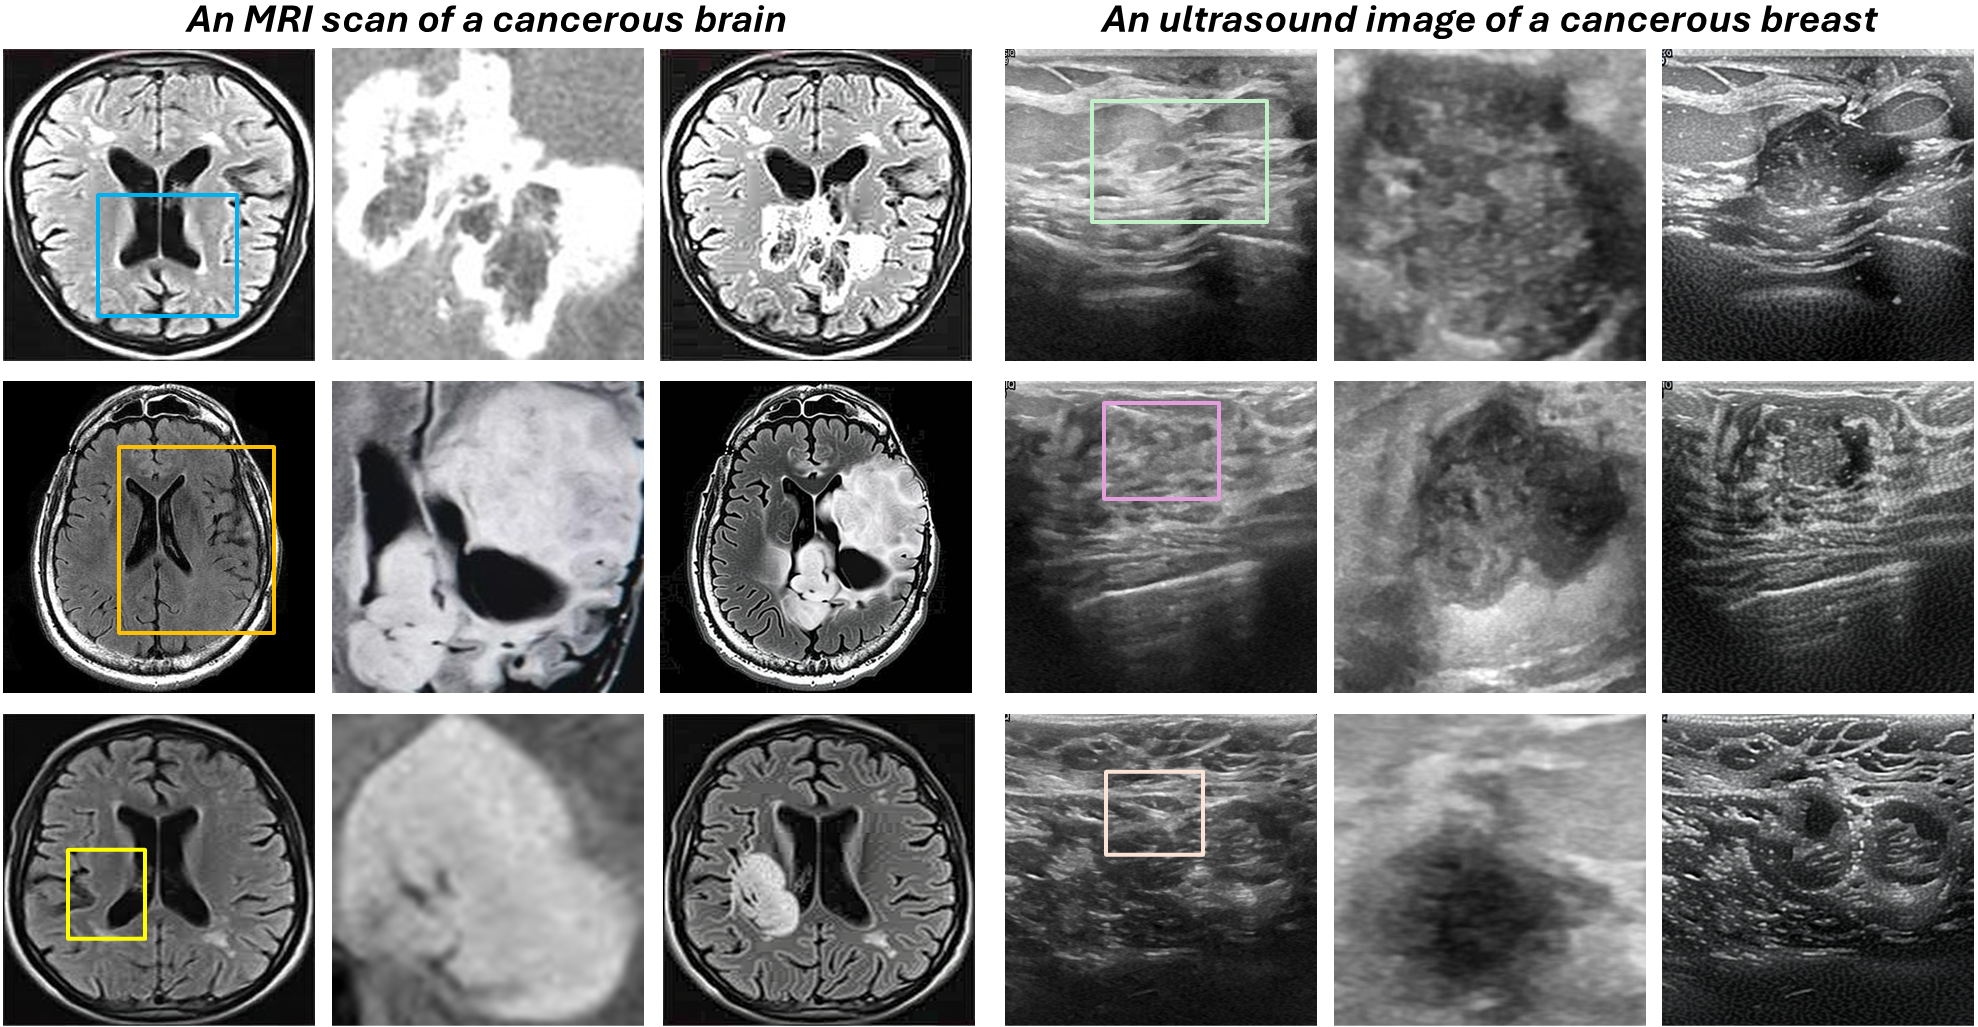 An MRI scan of a cancerous brain
An ultrasound image of a cancerous breast